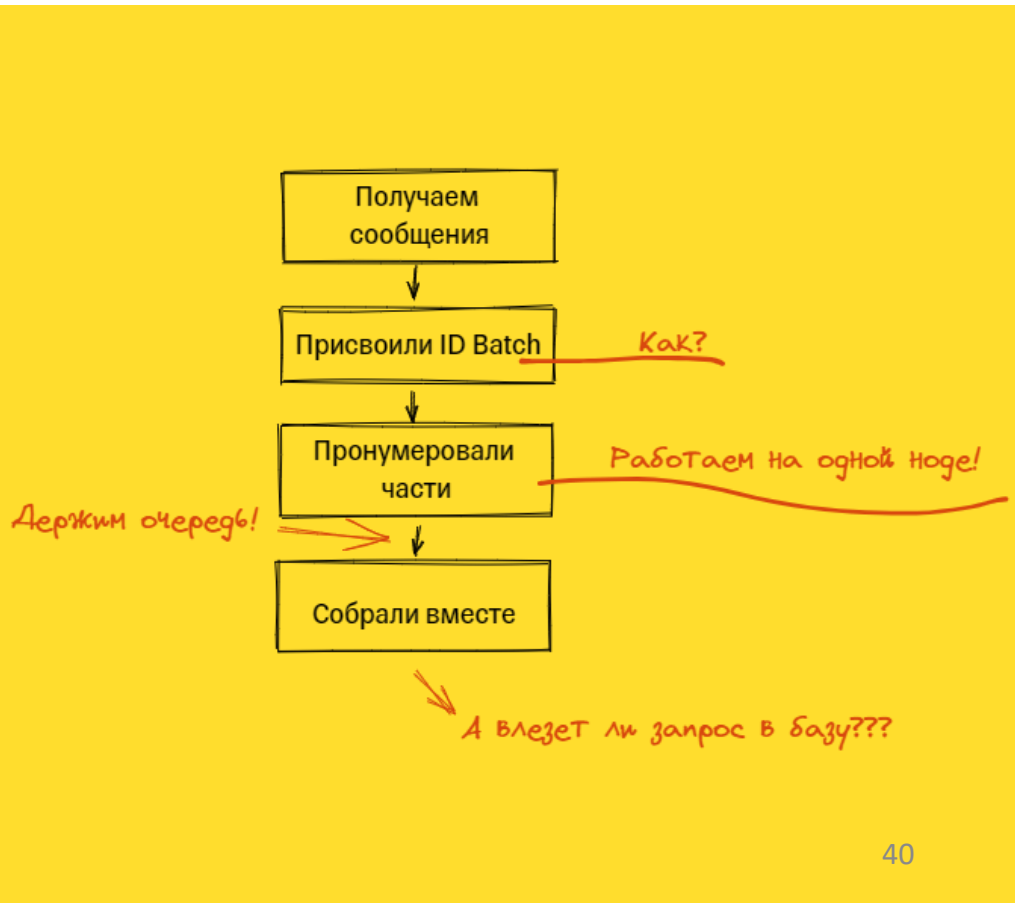 Получаем
сообщения
Присвоили ID Batch
Как?
Пронумеровали
части
Работаем на одной ноде!
Держим очередь!
Собрали вместе
А влезет ли запрос в базу???
40